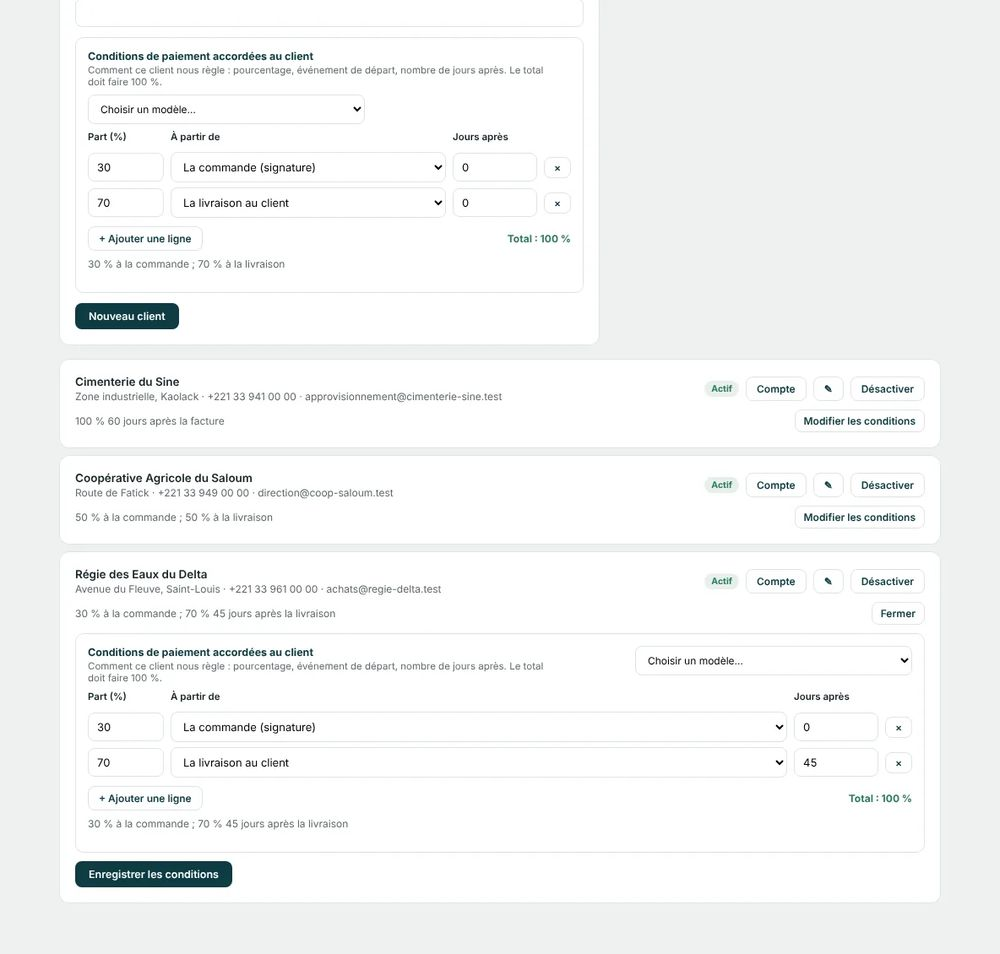 Conditions de paiement accordées au client
Comment ce client nous règle : pourcentage, événement de départ, nombre de jours après. Le total
doit faire 100 %.
Choisir un modèle...
Part (%) À partir de Jours après
30 La commande (signature) 0 ×
70 La livraison au client 0 ×
+ Ajouter une ligne Total : 100 %
30 % à la commande ; 70 % à la livraison
Nouveau client
Cimenterie du Sine
Zone industrielle, Kaolack · +221 33 941 00 00 · approvisionnement@cimenterie-sine.test
Actif Compte ✎ Désactiver
100 % 60 jours après la facture
Modifier les conditions
Coopérative Agricole du Saloum
Route de Fatick · +221 33 949 00 00 · direction@coop-saloum.test
Actif Compte ✎ Désactiver
50 % à la commande ; 50 % à la livraison
Modifier les conditions
Régie des Eaux du Delta
Avenue du Fleuve, Saint-Louis · +221 33 961 00 00 · achats@regie-delta.test
Actif Compte ✎ Désactiver
30 % à la commande ; 70 % 45 jours après la livraison
Fermer
Conditions de paiement accordées au client
Comment ce client nous règle : pourcentage, événement de départ, nombre de jours après. Le total
doit faire 100 %.
Choisir un modèle...
Part (%) À partir de Jours après
30 La commande (signature) 0 ×
70 La livraison au client 45 ×
+ Ajouter une ligne Total : 100 %
30 % à la commande ; 70 % 45 jours après la livraison
Enregistrer les conditions